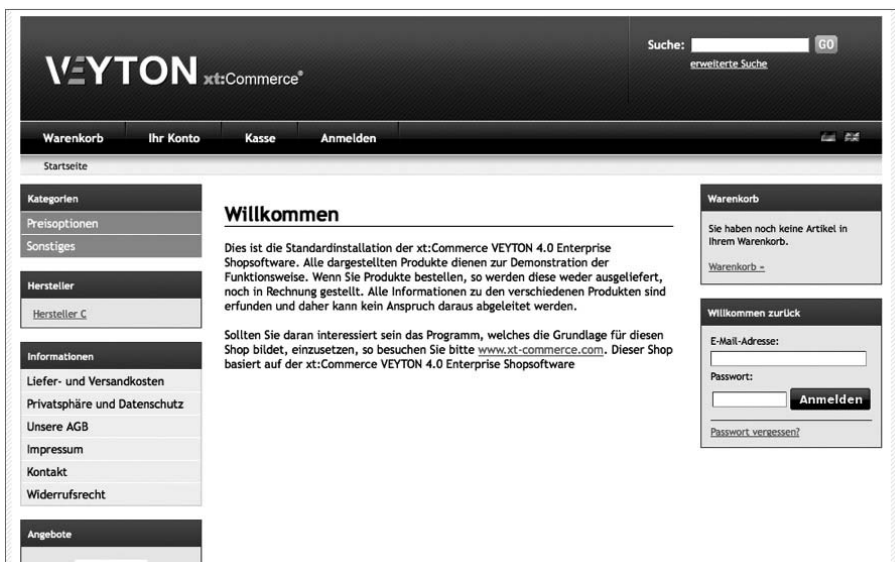 VEYTON xt:Commerce®
Suche:
GO
erweiterte Suche
Warenkorb
Ihr Konto
Kasse
Anmelden
Startseite
Kategorien
Preisoptionen
Sonstiges
Hersteller
Hersteller C
Informationen
Liefer- und Versandkosten
Privatsphäre und Datenschutz
Unsere AGB
Impressum
Kontakt
Widerrufsrecht
Angebote
Willkommen
Dies ist die Standardinstallation der xt:Commerce VEYTON 4.0 Enterprise
Shopsoftware. Alle dargestellten Produkte dienen zur Demonstration der
Funktionsweise. Wenn Sie Produkte bestellen, so werden diese weder ausgeliefert,
noch in Rechnung gestellt. Alle Informationen zu den verschiedenen Produkten sind
erfunden und daher kann kein Anspruch daraus abgeleitet werden.
Sollten Sie daran interessiert sein das Programm, welches die Grundlage für diesen
Shop bildet, einzusetzen, so besuchen Sie bitte www.xt-commerce.com. Dieser Shop
basiert auf der xt:Commerce VEYTON 4.0 Enterprise Shopsoftware
Warenkorb
Sie haben noch keine Artikel in
Ihrem Warenkorb.
Warenkorb »
Willkommen zurück
E-Mail-Adresse:
Passwort:
Anmelden
Passwort vergessen?